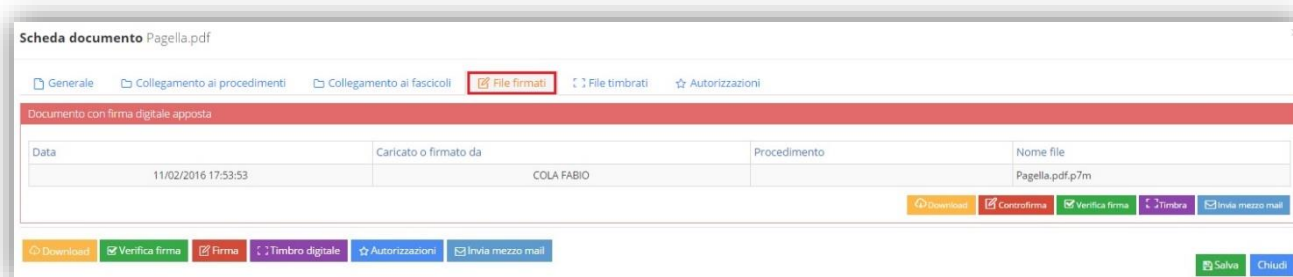 Scheda documento Pagella.pdf
Generale Collegamento ai procedimenti Collegamento ai fascicoli File firmati File timbrati Autorizzazioni
Documento con firma digitale apposta
Data Caricato o firmato da Procedimento Nome file
11/02/2016 17:53:53 COLA FABIO Pagella.pdf.p7m
Download Controfirma Verifica firma Timbra Invia mezzo mail
Download Verifica firma Firma Timbro digitale Autorizzazioni Invia mezzo mail
Salva Chiudi